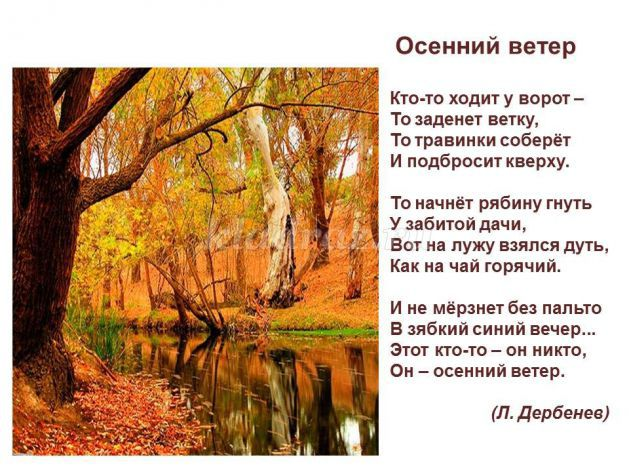 Осенний ветер
Кто-то ходит у ворот –
То заденет ветку,
То травинки соберёт
И подбросит кверху.
То начнёт рябину гнуть
У забитой дачи,
Вот на лужу взялся дуть,
Как на чай горячий.
И не мёрзнет без пальто
В зябкий синий вечер...
Этот кто-то – он никто,
Он – осенний ветер.
(Л. Дербенев)